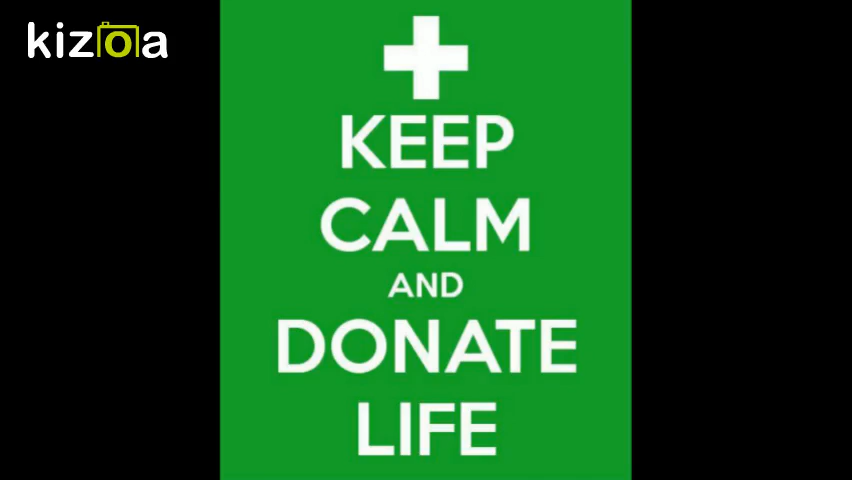 kizoa
KEEP
CALM
AND
DONATE
LIFE